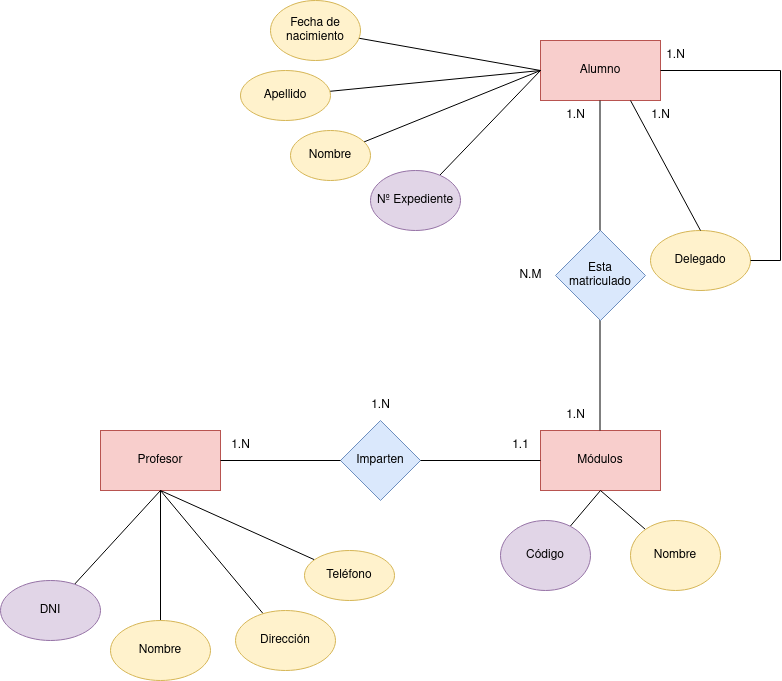 Fecha de
nacimiento
1.N
Alumno
Apellido
1.N
1.N
Nombre
Nº Expediente
Delegado
Esta
matriculado
N.M
1.N
1.N
1.N
1.1
Profesor
Imparten
Módulos
Código
Nombre
Teléfono
DNI
Dirección
Nombre